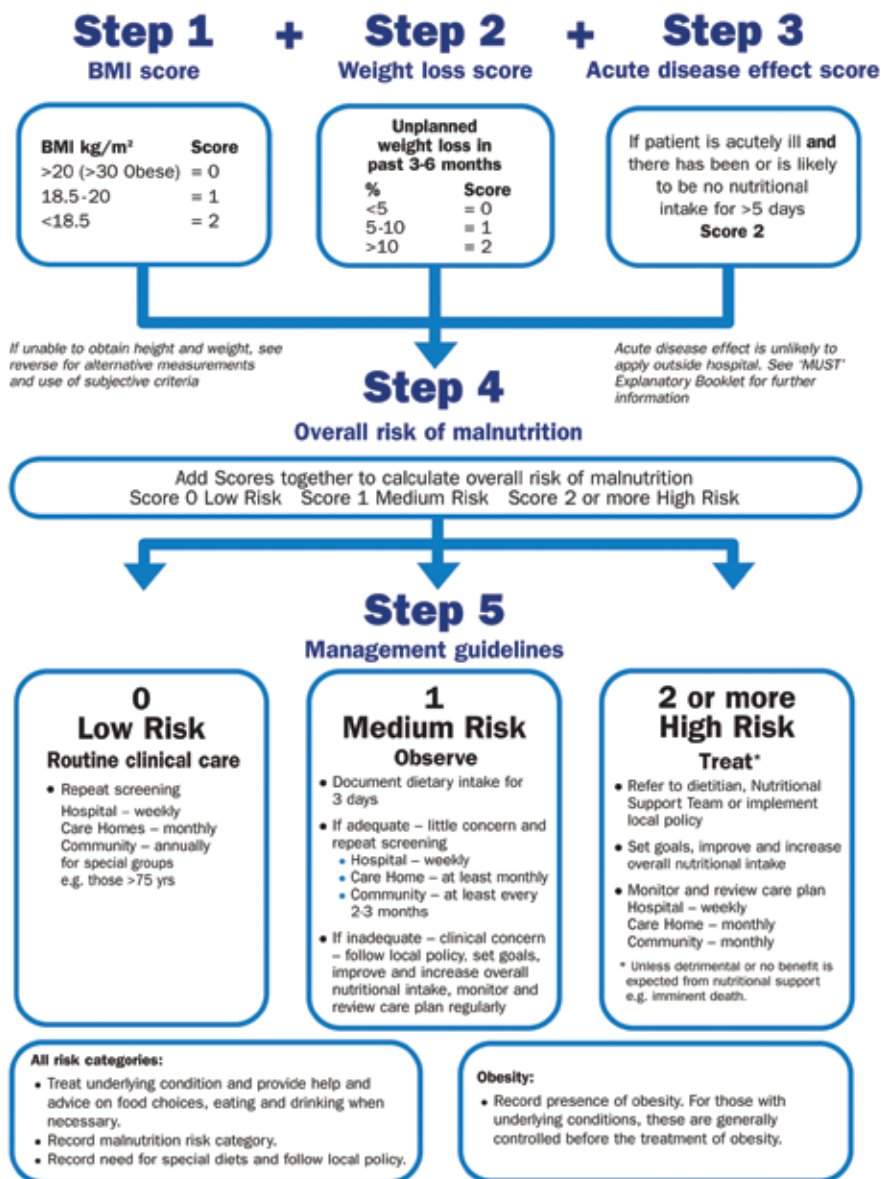 Step 1 + Step 2 + Step 3
BMI score
Weight loss score
Acute disease effect score
BMI kg/m² Score
>20 (>30 Obese) = 0
18.5-20 = 1
<18.5 = 2
Unplanned
weight loss in
past 3-6 months
% Score
<5 = 0
5-10 = 1
>10 = 2
If patient is acutely ill and
there has been or is likely
to be no nutritional
intake for >5 days
Score 2
If unable to obtain height and weight, see
reverse for alternative measurements
and use of subjective criteria
Acute disease effect is unlikely to
apply outside hospital. See ‘MUST’
Explanatory Booklet for further
information
Step 4
Overall risk of malnutrition
Add Scores together to calculate overall risk of malnutrition
Score 0 Low Risk Score 1 Medium Risk Score 2 or more High Risk
Step 5
Management guidelines
0
Low Risk
Routine clinical care
• Repeat screening
Hospital – weekly
Care Homes – monthly
Community – annually
for special groups
e.g. those >75 yrs
1
Medium Risk
Observe
• Document dietary intake for
3 days
• If adequate – little concern and
repeat screening
• Hospital – weekly
• Care Home – at least monthly
• Community – at least every
2-3 months
• If inadequate – clinical concern
– follow local policy, set goals,
improve and increase overall
nutritional intake, monitor and
review care plan regularly
2 or more
High Risk
Treat*
• Refer to dietitian, Nutritional
Support Team or implement
local policy
• Set goals, improve and increase
overall nutritional intake
• Monitor and review care plan
Hospital – weekly
Care Home – monthly
Community – monthly
* Unless detrimental or no benefit is
expected from nutritional support
e.g. imminent death.
All risk categories:
• Treat underlying condition and provide help and
advice on food choices, eating and drinking when
necessary.
• Record malnutrition risk category.
• Record need for special diets and follow local policy.
Obesity:
• Record presence of obesity. For those with
underlying conditions, these are generally
controlled before the treatment of obesity.